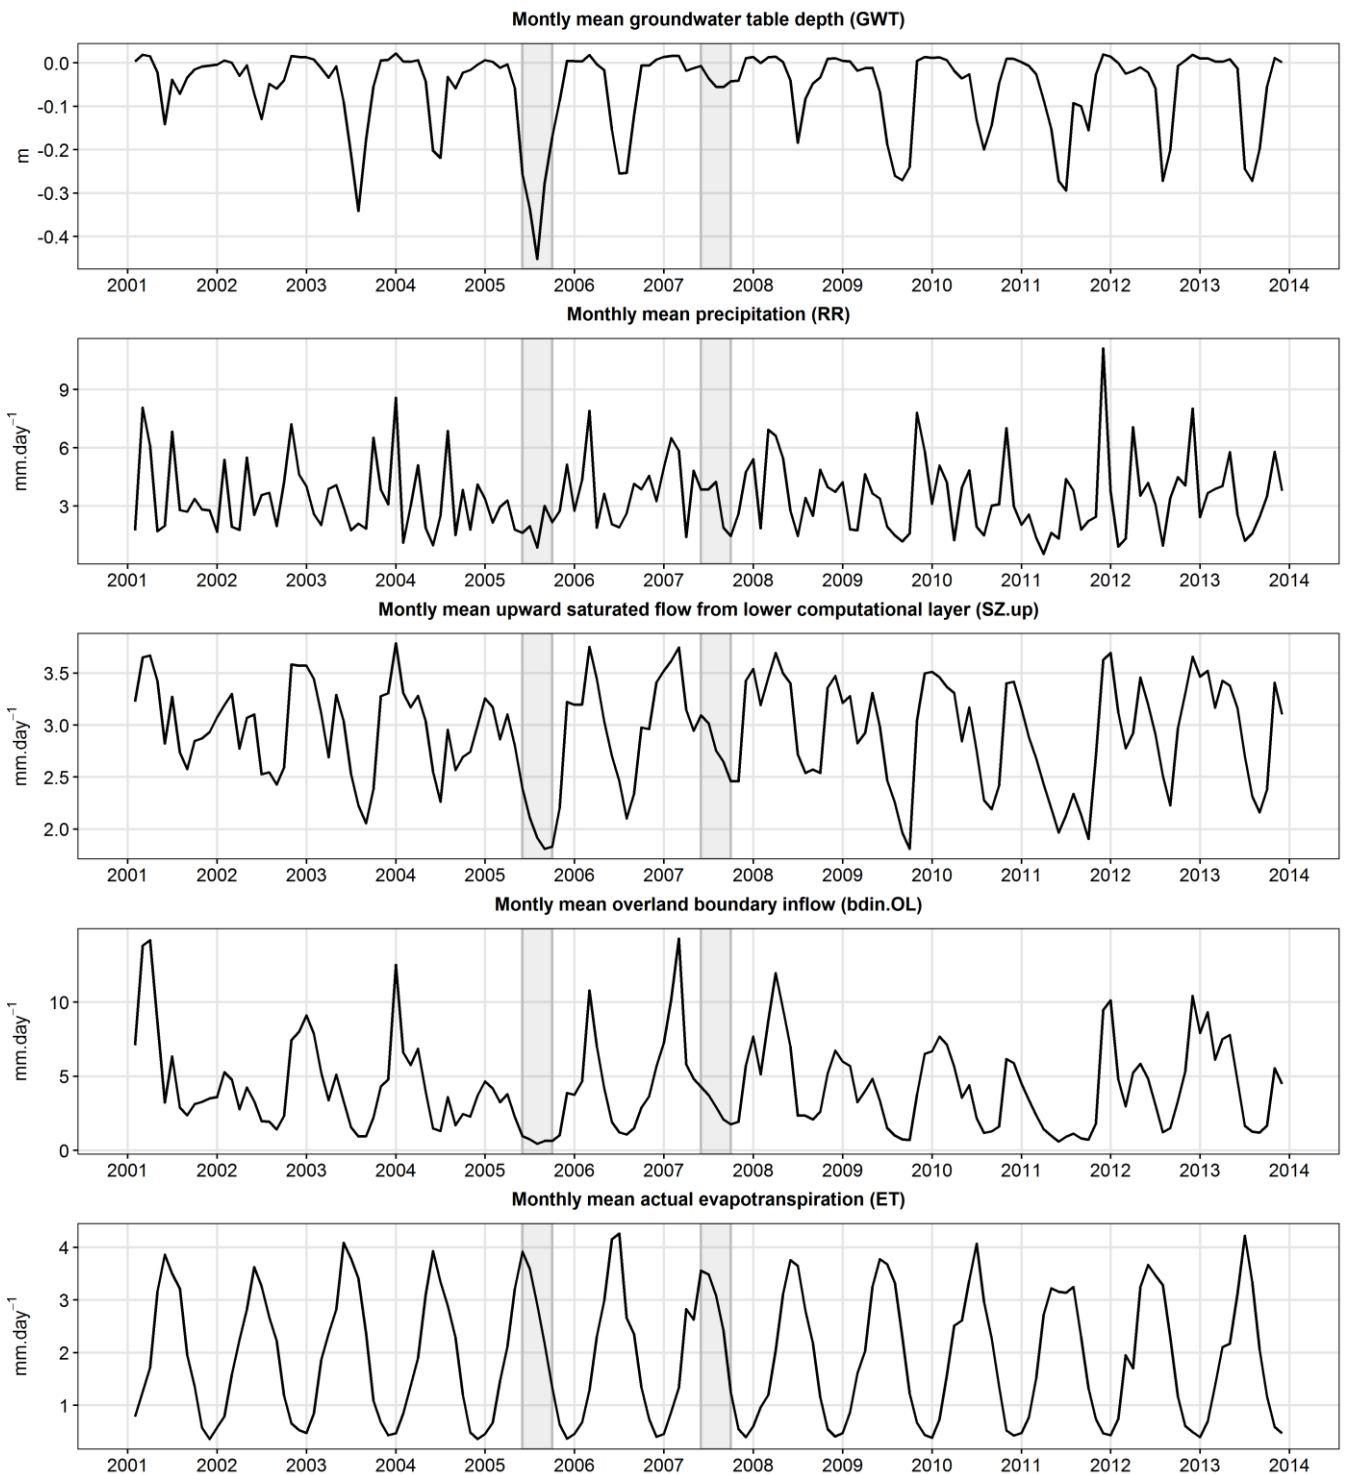 Montly mean groundwater table depth (GWT)
0.0
-0.1
-0.2
-0.3
-0.4
m
2001 2002 2003 2004 2005 2006 2007 2008 2009 2010 2011 2012 2013 2014
Monthly mean precipitation (RR)
9
6
3
mm.day⁻¹
2001 2002 2003 2004 2005 2006 2007 2008 2009 2010 2011 2012 2013 2014
Montly mean upward saturated flow from lower computational layer (SZ.up)
3.5
3.0
2.5
2.0
mm.day⁻¹
2001 2002 2003 2004 2005 2006 2007 2008 2009 2010 2011 2012 2013 2014
Montly mean overland boundary inflow (bdin.OL)
10
5
0
mm.day⁻¹
2001 2002 2003 2004 2005 2006 2007 2008 2009 2010 2011 2012 2013 2014
Monthly mean actual evapotranspiration (ET)
4
3
2
1
mm.day⁻¹
2001 2002 2003 2004 2005 2006 2007 2008 2009 2010 2011 2012 2013 2014